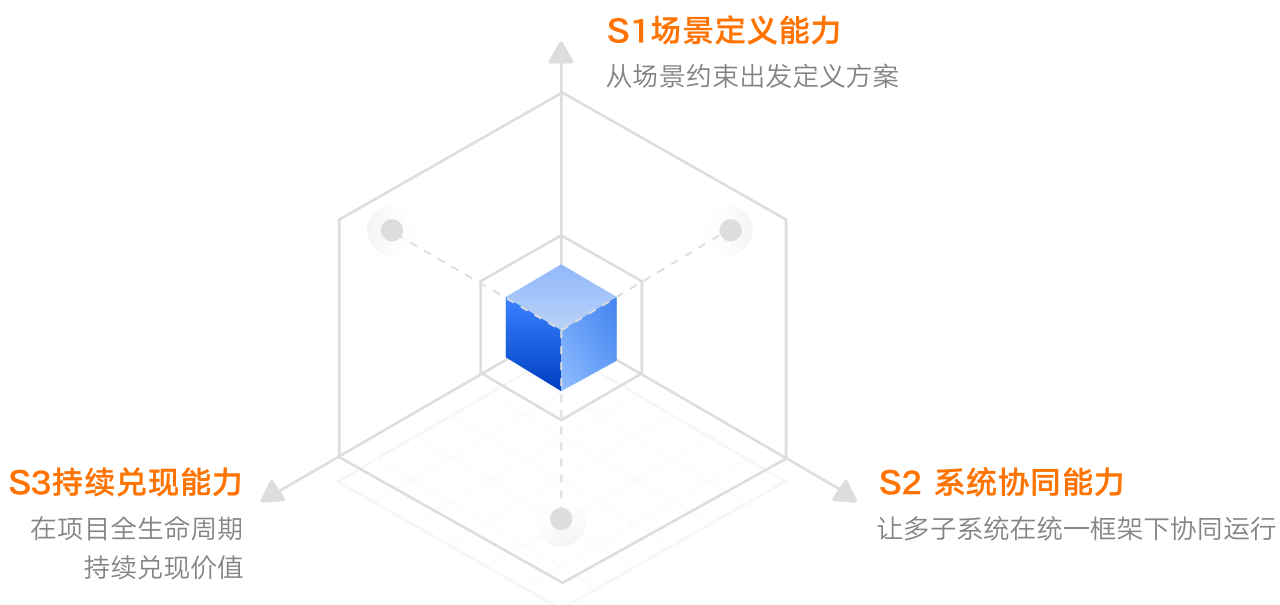 S1场景定义能力
从场景约束出发定义方案
S3持续兑现能力
在项目全生命周期
持续兑现价值
S2 系统协同能力
让多子系统在统一框架下协同运行